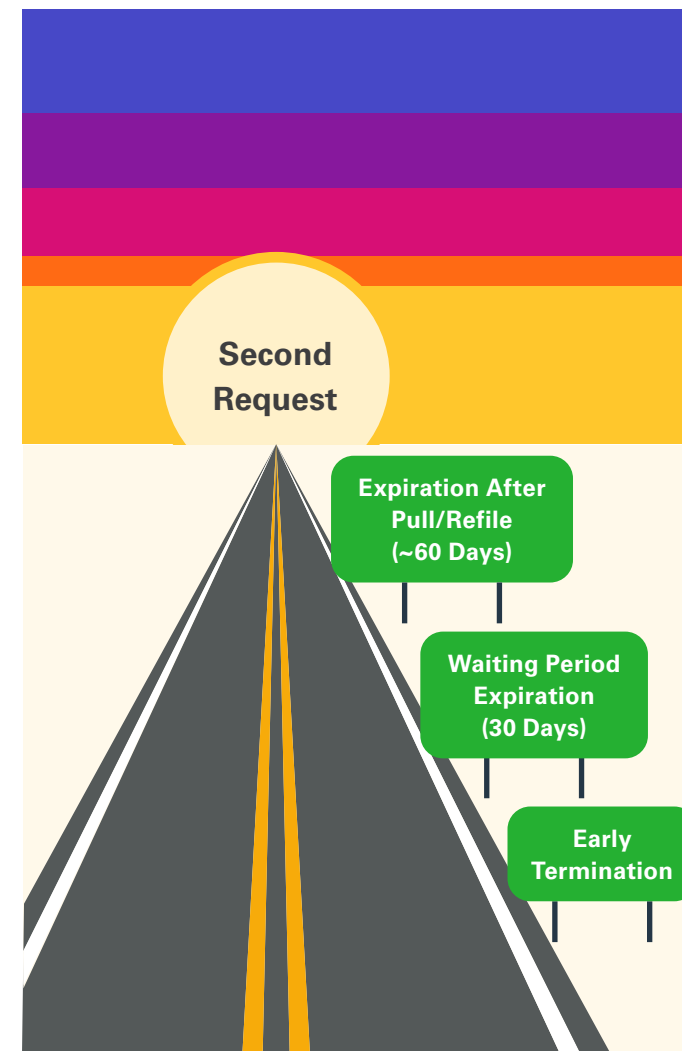 Second
Request
Expiration After
Pull/Refile
(~60 Days)
Waiting Period
Expiration
(30 Days)
Early
Termination